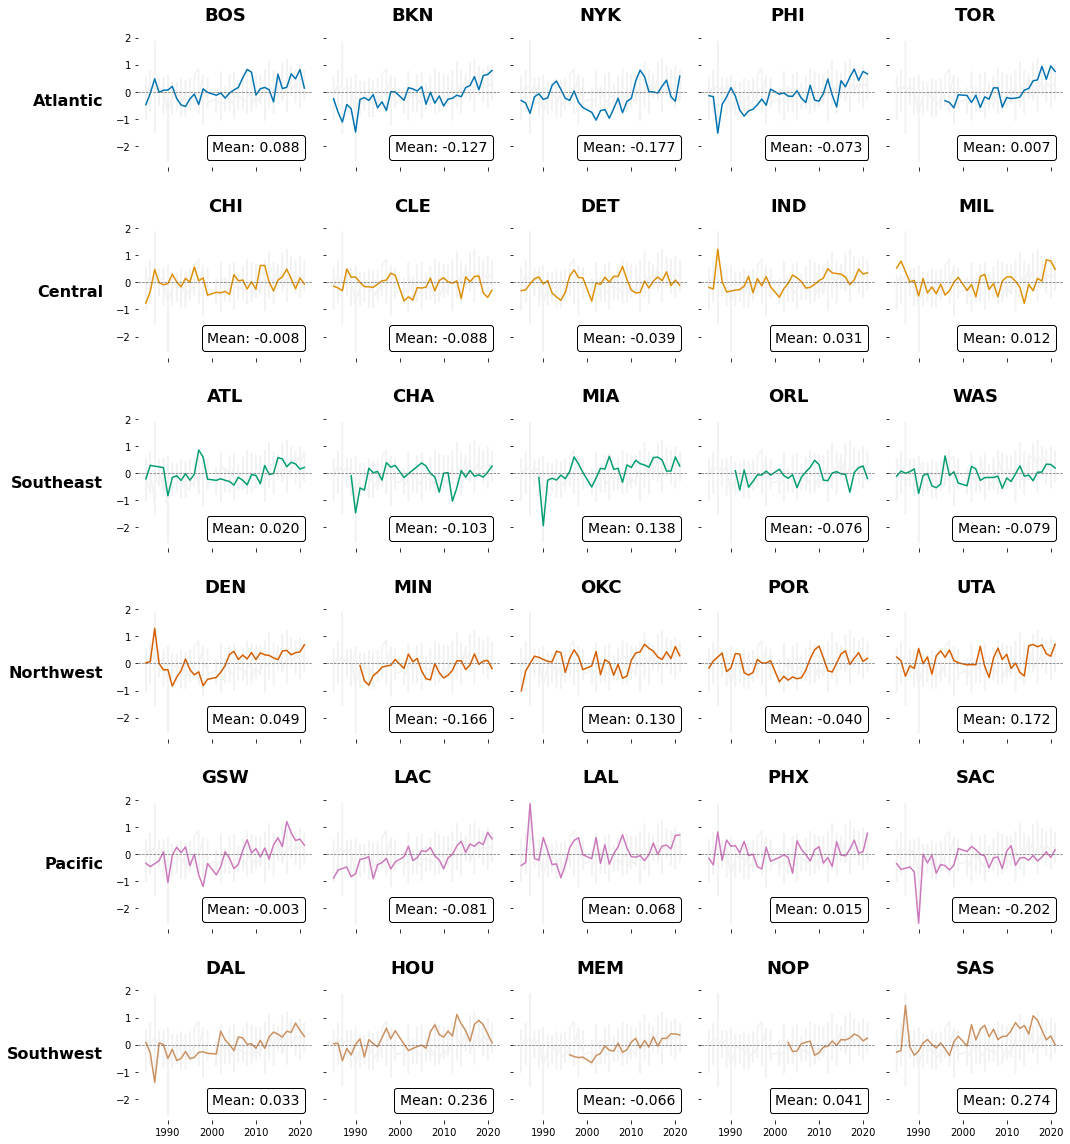 BOS BKN NYK PHI TOR
2
1
0
−1
−2
Atlantic
Mean: 0.088 Mean: -0.127 Mean: -0.177 Mean: -0.073 Mean: 0.007
CHI CLE DET IND MIL
2
1
0
−1
−2
Central
Mean: -0.008 Mean: -0.088 Mean: -0.039 Mean: 0.031 Mean: 0.012
ATL CHA MIA ORL WAS
2
1
0
−1
−2
Southeast
Mean: 0.020 Mean: -0.103 Mean: 0.138 Mean: -0.076 Mean: -0.079
DEN MIN OKC POR UTA
2
1
0
−1
−2
Northwest
Mean: 0.049 Mean: -0.166 Mean: 0.130 Mean: -0.040 Mean: 0.172
GSW LAC LAL PHX SAC
2
1
0
−1
−2
Pacific
Mean: -0.003 Mean: -0.081 Mean: 0.068 Mean: 0.015 Mean: -0.202
DAL HOU MEM NOP SAS
2
1
0
−1
−2
Southwest
Mean: 0.033 Mean: 0.236 Mean: -0.066 Mean: 0.041 Mean: 0.274
1990 2000 2010 2020 1990 2000 2010 2020 1990 2000 2010 2020 1990 2000 2010 2020 1990 2000 2010 2020